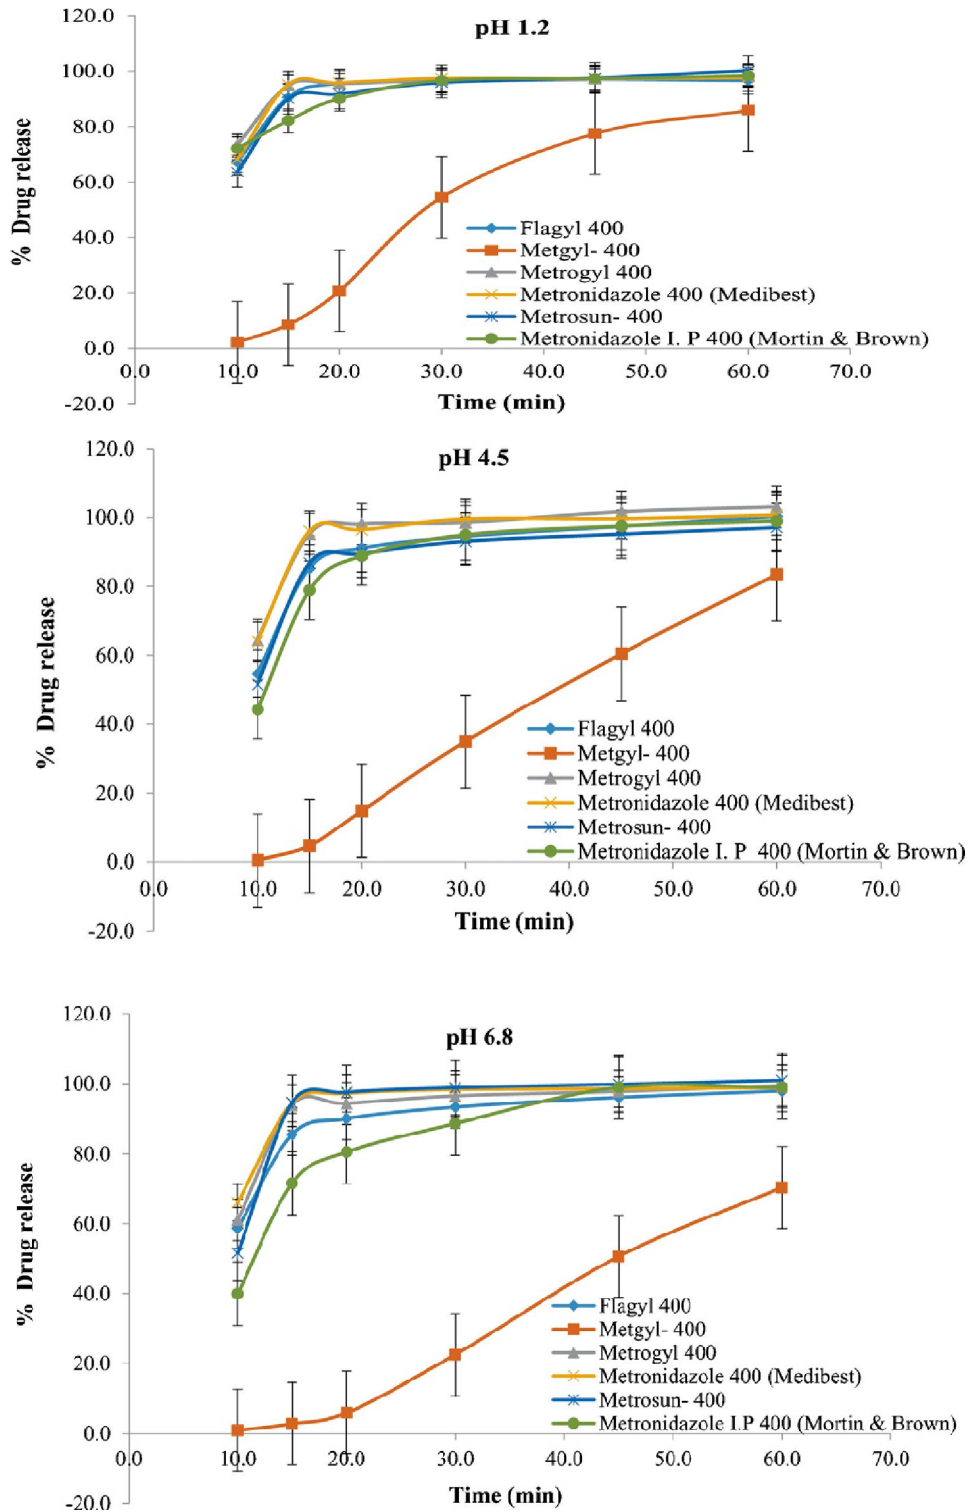 pH 1.2
120.0
100.0
80.0
60.0
40.0
20.0
0.0
-20.0
% Drug release
0.0 10.0 20.0 30.0 40.0 50.0 60.0 70.0
Time (min)
Flagyl 400
Metgyl- 400
Metrogyl 400
Metronidazole 400 (Medibest)
Metrosun- 400
Metronidazole I. P 400 (Mortin & Brown)
pH 4.5
120.0
100.0
80.0
60.0
40.0
20.0
0.0
-20.0
% Drug release
0.0 10.0 20.0 30.0 40.0 50.0 60.0 70.0
Time (min)
Flagyl 400
Metgyl- 400
Metrogyl 400
Metronidazole 400 (Medibest)
Metrosun- 400
Metronidazole I. P 400 (Mortin & Brown)
pH 6.8
120.0
100.0
80.0
60.0
40.0
20.0
0.0
-20.0
% Drug release
0.0 10.0 20.0 30.0 40.0 50.0 60.0 70.0
Time (min)
Flagyl 400
Metgyl- 400
Metrogyl 400
Metronidazole 400 (Medibest)
Metrosun- 400
Metronidazole I.P 400 (Mortin & Brown)